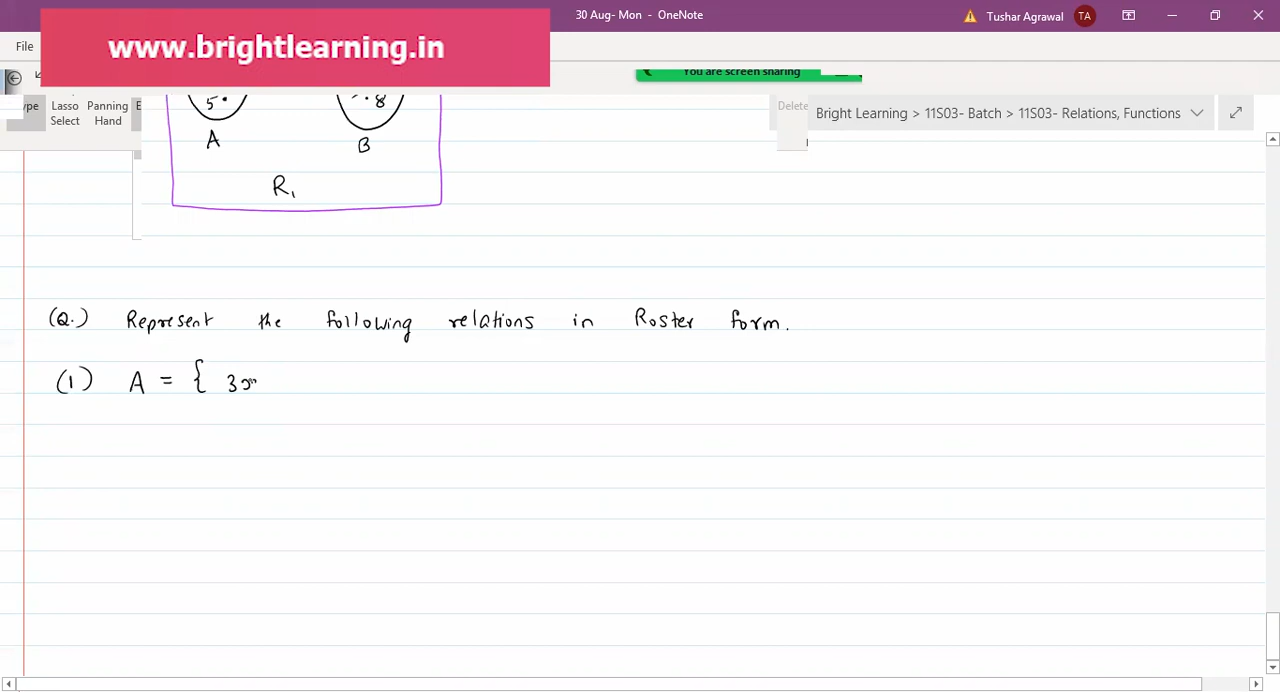 30 Aug- Mon - OneNote
Tushar Agrawal
TA
www.brightlearning.in
File
You are screen sharing
Lasso Select
Panning Hand
Delete
Bright Learning > 11S03- Batch > 11S03- Relations, Functions
5.
.8
A
B
R₁
(Q.) Represent the following relations in Roster form.
(1) A = { 3x